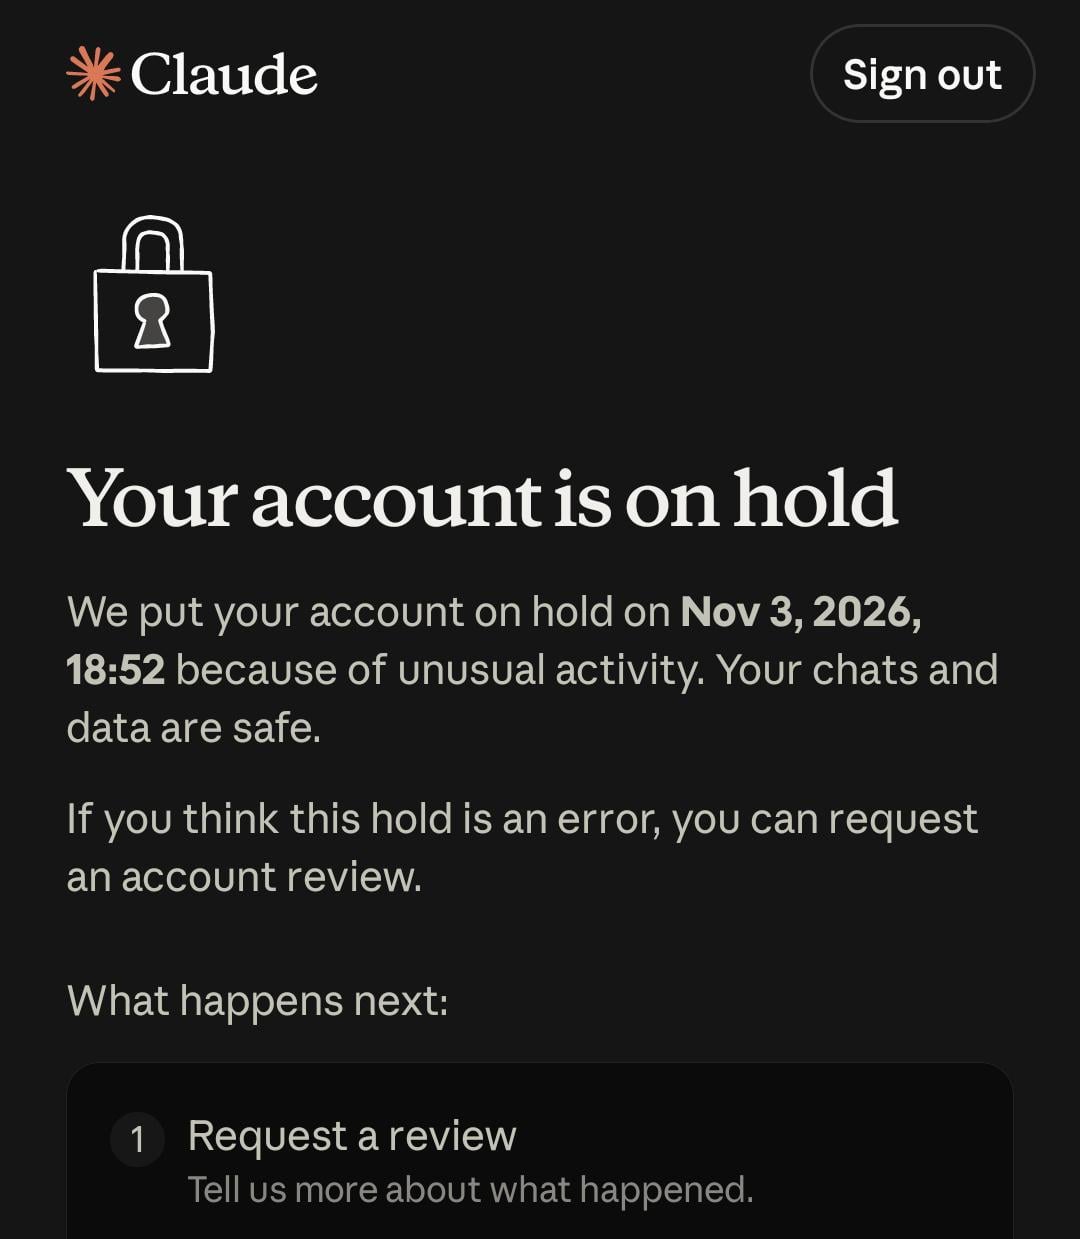 Claude
Sign out
Your account is on hold
We put your account on hold on Nov 3, 2026,
18:52 because of unusual activity. Your chats and
data are safe.
If you think this hold is an error, you can request
an account review.
What happens next:
1 Request a review
Tell us more about what happened.